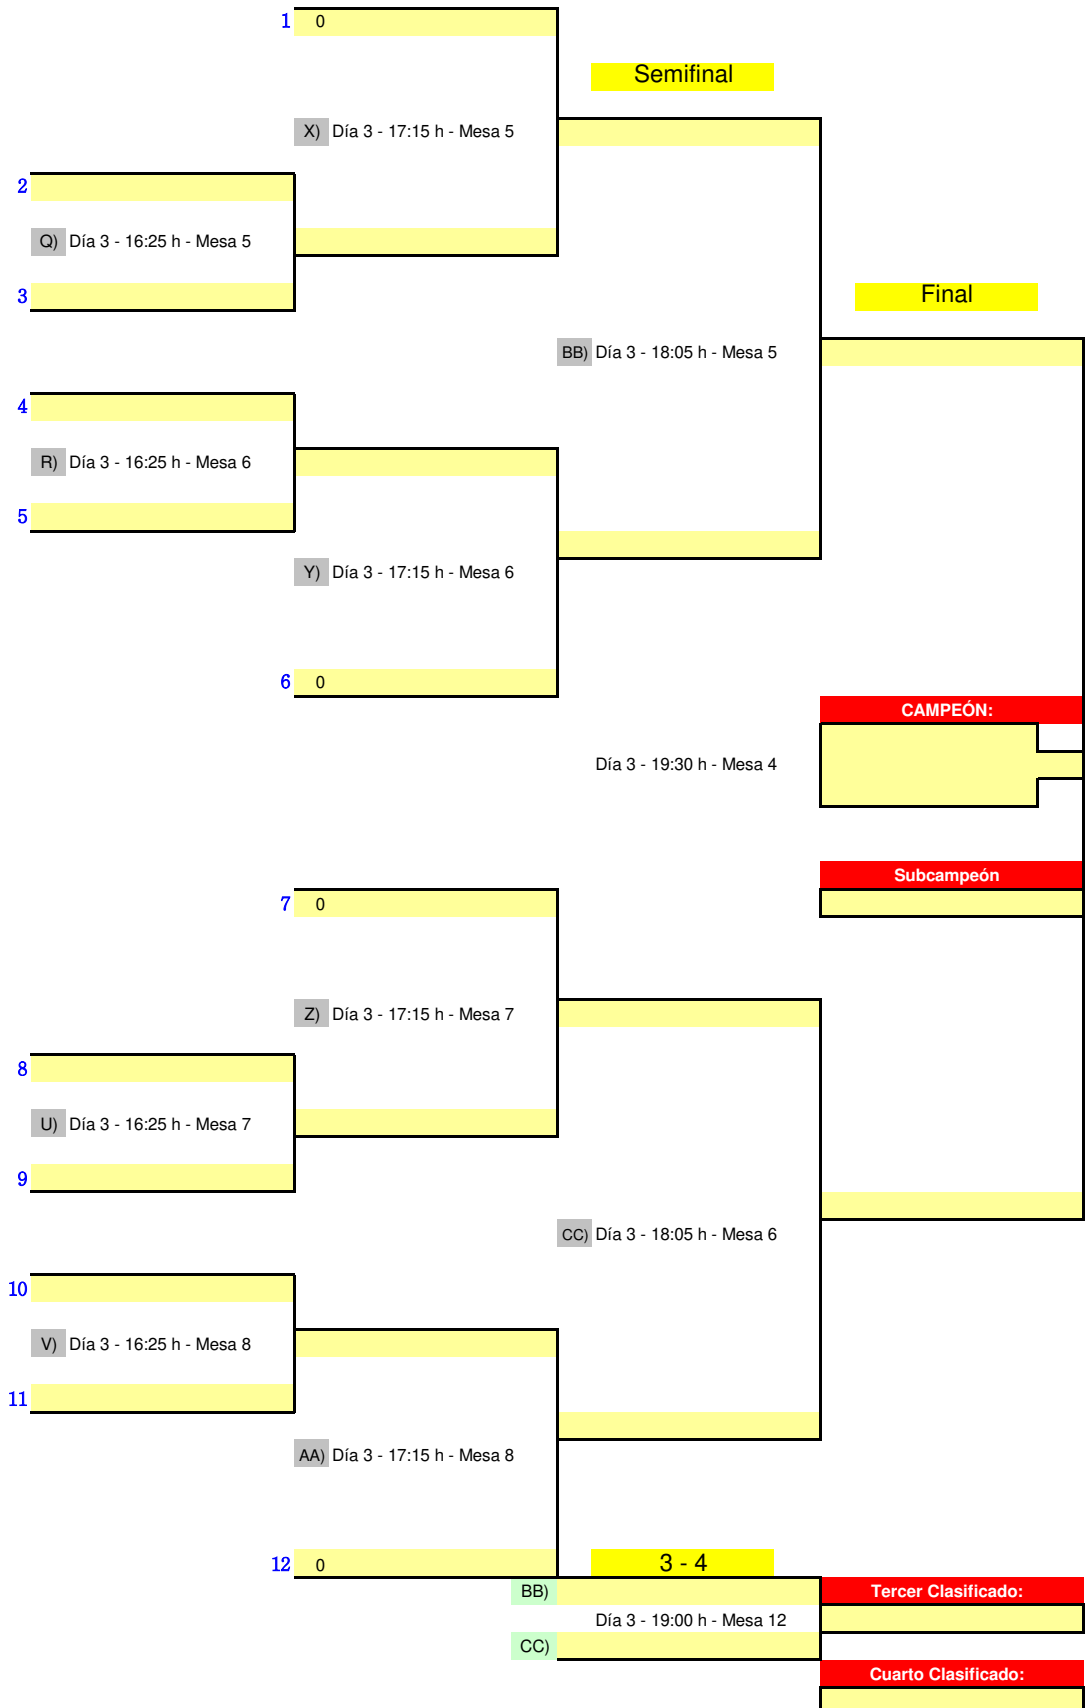 1 0
Semifinal
X) Día 3 - 17:15 h - Mesa 5
2
Q) Día 3 - 16:25 h - Mesa 5
3
Final
BB) Día 3 - 18:05 h - Mesa 5
4
R) Día 3 - 16:25 h - Mesa 6
5
Y) Día 3 - 17:15 h - Mesa 6
6 0
CAMPEÓN:
Día 3 - 19:30 h - Mesa 4
Subcampeón
7 0
Z) Día 3 - 17:15 h - Mesa 7
8
U) Día 3 - 16:25 h - Mesa 7
9
CC) Día 3 - 18:05 h - Mesa 6
10
V) Día 3 - 16:25 h - Mesa 8
11
AA) Día 3 - 17:15 h - Mesa 8
12 0
3 - 4
BB)
Tercer Clasificado:
Día 3 - 19:00 h - Mesa 12
CC)
Cuarto Clasificado: